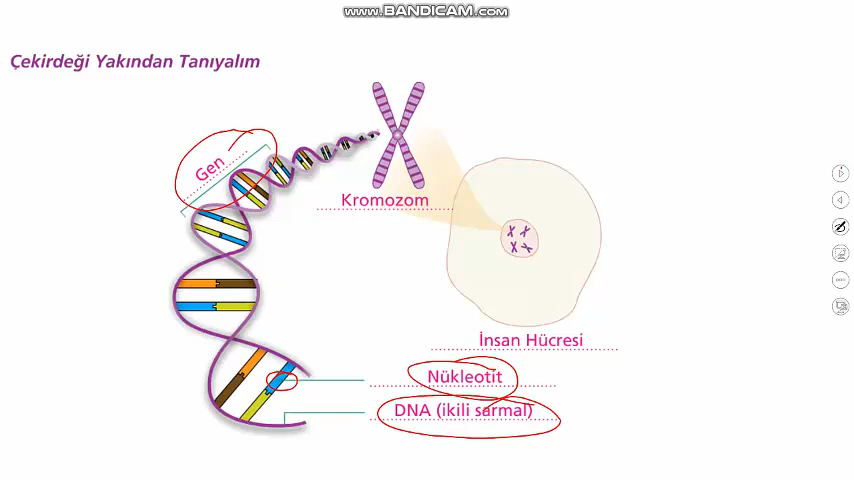 www.BANDICAM.com
Çekirdeği Yakından Tanıyalım
Gen
Kromozom
İnsan Hücresi
Nükleotit
DNA (ikili sarmal)